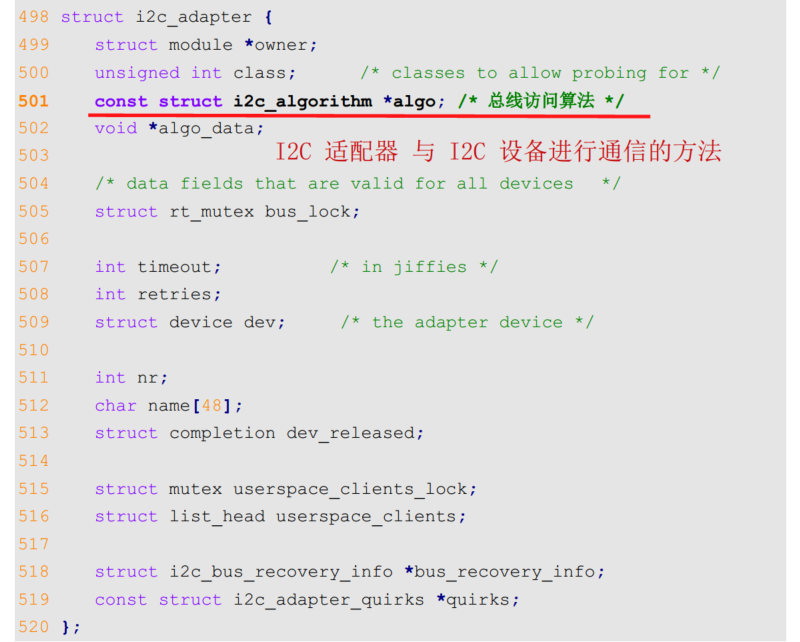 498 struct i2c_adapter {
499 struct module *owner;
500 unsigned int class; /* classes to allow probing for */
501 const struct i2c_algorithm *algo; /* 总线访问算法 */
502 void *algo_data;
503
I2C 适配器 与 I2C 设备进行通信的方法
504 /* data fields that are valid for all devices */
505 struct rt_mutex bus_lock;
506
507 int timeout; /* in jiffies */
508 int retries;
509 struct device dev; /* the adapter device */
510
511 int nr;
512 char name[48];
513 struct completion dev_released;
514
515 struct mutex userspace_clients_lock;
516 struct list_head userspace_clients;
517
518 struct i2c_bus_recovery_info *bus_recovery_info;
519 const struct i2c_adapter_quirks *quirks;
520 };